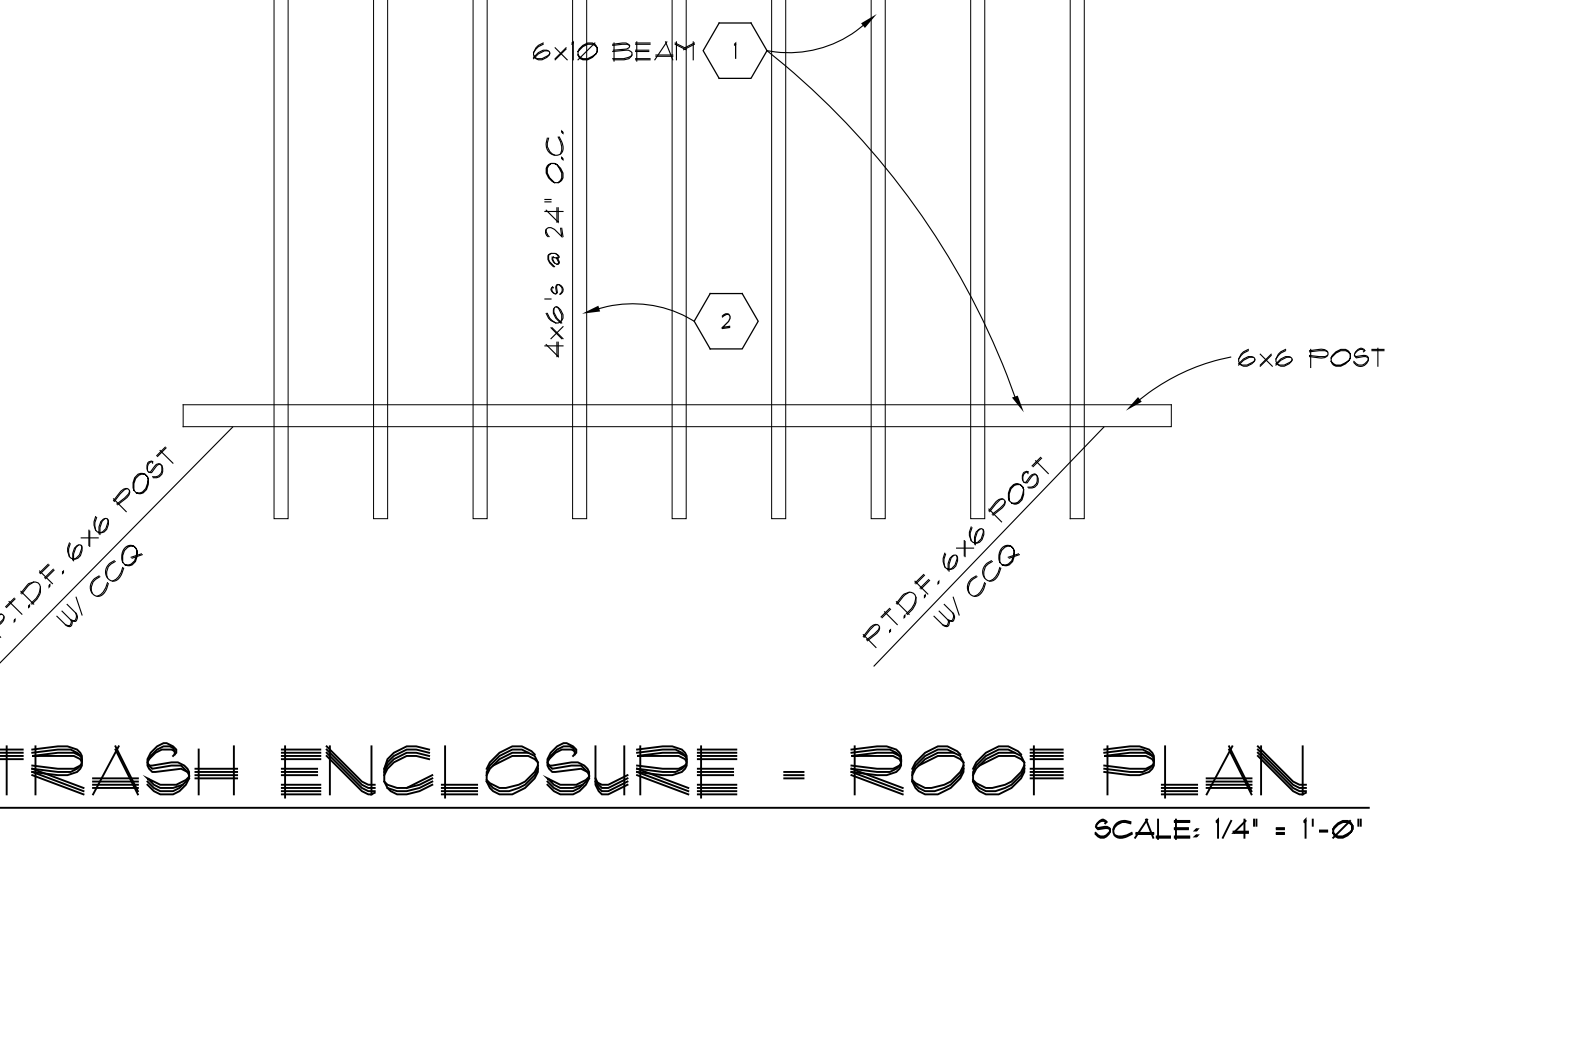 6x10 BEAM
1
4x6's @ 24" O.C.
2
6x6 POST
P.T.D.F. 6x6 POST
W/ CCQ
P.T.D.F. 6x6 POST
W/ CCQ
TRASH ENCLOSURE - ROOF PLAN
SCALE: 1/4" = 1'-0"